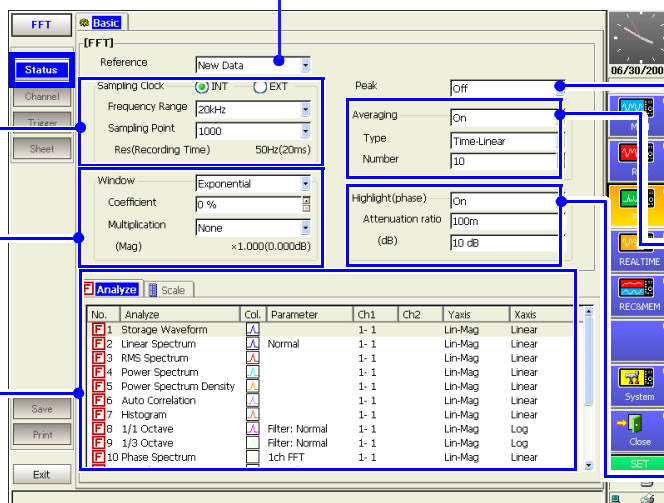 FFT
Basic
[FFT]
Status
Channel
Trigger
Sheet
Save
Print
Exit
Reference New Data
Sampling Clock INT EXT
Frequency Range 20kHz
Sampling Point 1000
Res(Recording Time) 50Hz(20ms)
Window Exponential
Coefficient 0 %
Multiplication None
(Mag) ×1.000(0.000dB)
Peak Off
Averaging On
Type Time-Linear
Number 10
Highlight(phase) On
Attenuation ratio 100m
(dB) 10 dB
Analyze Scale
No. Analyze Col. Parameter Ch1 Ch2 Yaxis Xaxis
F 1 Storage Waveform 1- 1 Lin-Mag Linear
F 2 Linear Spectrum Normal 1- 1 Lin-Mag Linear
F 3 RMS Spectrum 1- 1 Lin-Mag Linear
F 4 Power Spectrum 1- 1 Lin-Mag Linear
F 5 Power Spectrum Density 1- 1 Lin-Mag Linear
F 6 Auto Correlation 1- 1 Lin-Mag Linear
F 7 Histogram 1- 1 Lin-Mag Linear
F 8 1/1 Octave Filter: Normal 1- 1 Lin-Mag Log
F 9 1/3 Octave Filter: Normal 1- 1 Lin-Mag Log
F 10 Phase Spectrum 1ch FFT 1- 1 Lin-Mag Linear
06/30/200
REALTIME
REC&MEM
System
Close
SET